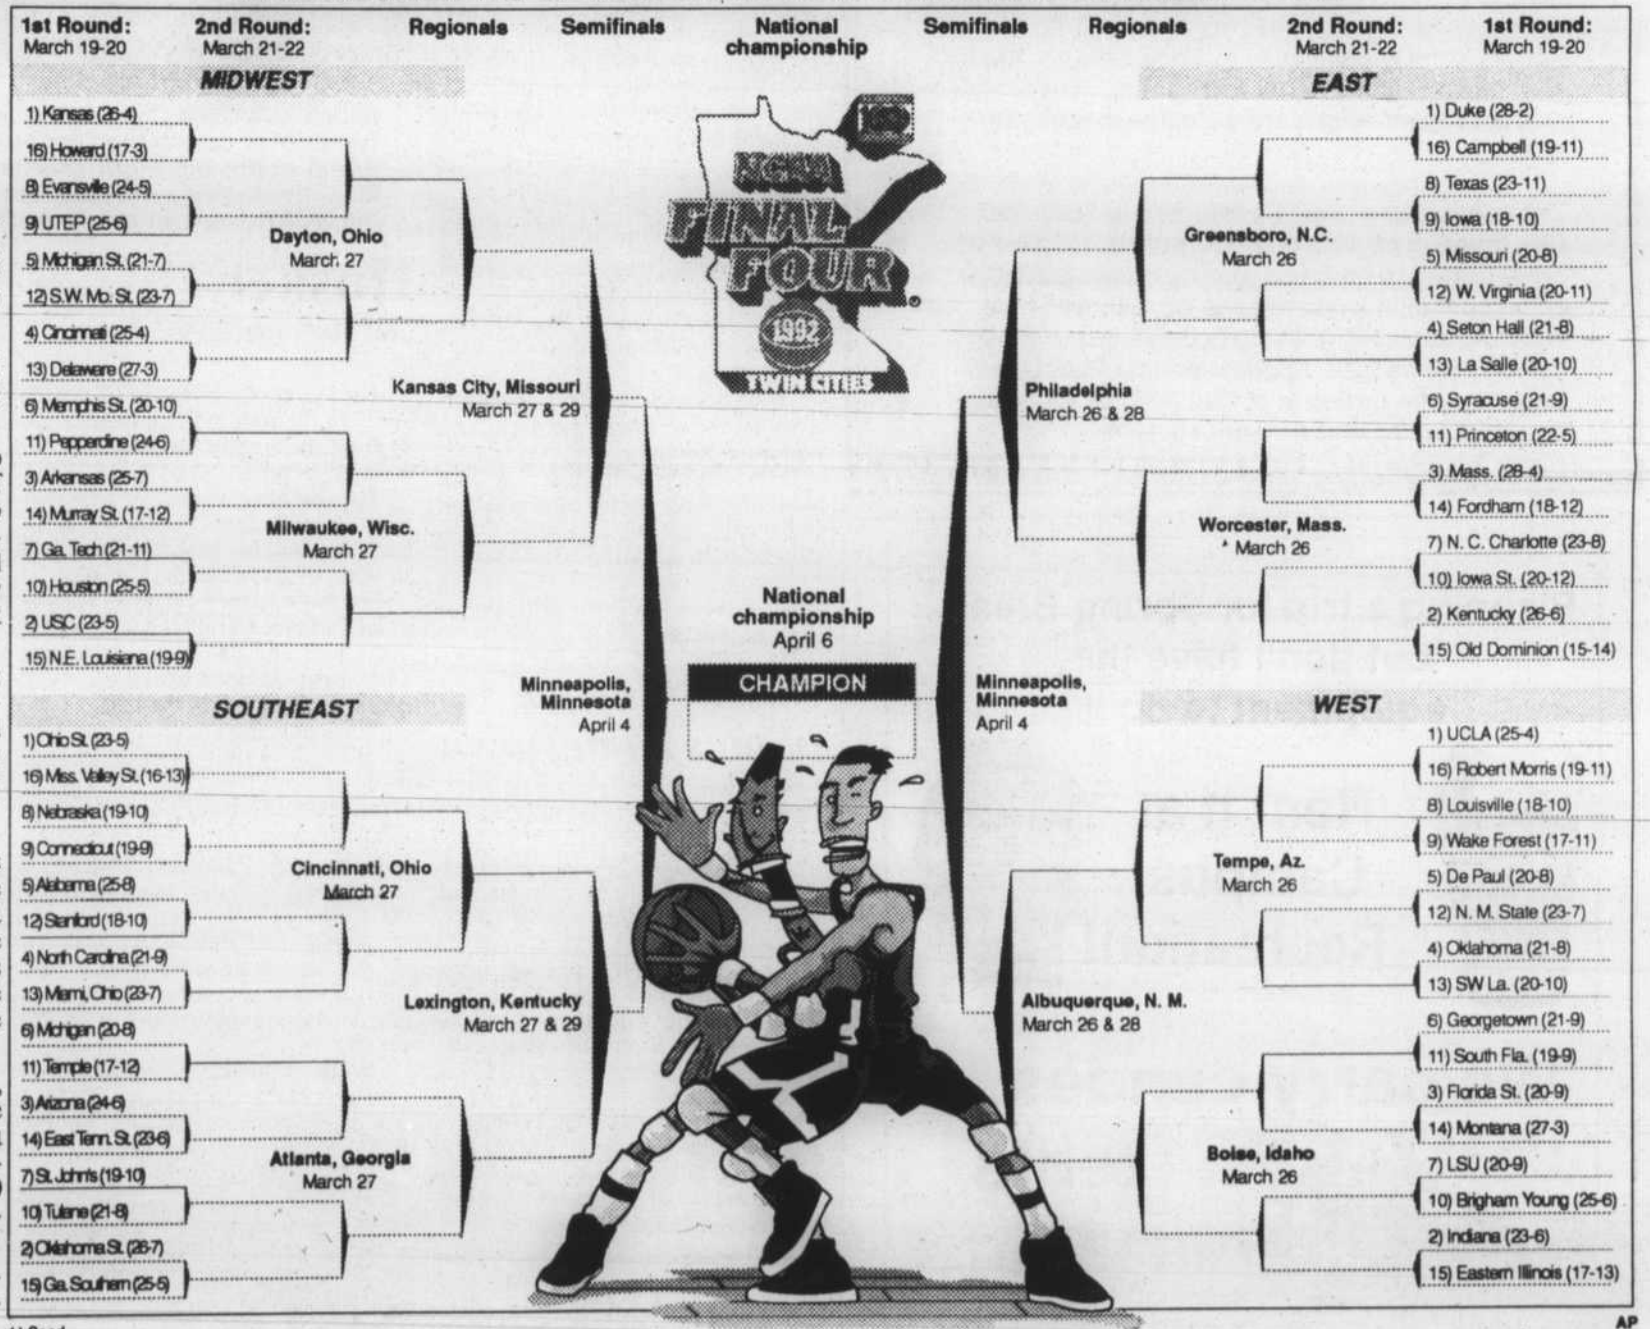 1st Round:
March 19-20
2nd Round:
March 21-22
Regionals
Semifinals
National
championship
Semifinals
Regionals
2nd Round:
March 21-22
1st Round:
March 19-20
MIDWEST
1) Kansas (26-4)
16) Howard (17-3)
8) Evansville (24-5)
9) UTEP (25-6)
5) Michigan St. (21-7)
12) S.W. Mo. St. (23-7)
4) Cincinnati (25-4)
13) Delaware (27-3)
6) Memphis St. (20-10)
11) Pepperdine (24-6)
3) Arkansas (25-7)
14) Murray St. (17-12)
7) Ga. Tech (21-11)
10) Houston (25-5)
2) USC (23-5)
15) N.E. Louisiana (19-9)
Dayton, Ohio
March 27
Milwaukee, Wisc.
March 27
Kansas City, Missouri
March 27 & 29
SOUTHEAST
1) Ohio St. (23-5)
16) Miss. Valley St. (16-13)
8) Nebraska (19-10)
9) Connecticut (19-9)
5) Alabama (25-8)
12) Stanford (18-10)
4) North Carolina (21-9)
13) Miami, Ohio (23-7)
6) Michigan (20-8)
11) Temple (17-12)
3) Arizona (24-6)
14) East Tenn. St. (23-6)
7) St. John's (19-10)
10) Tulane (21-8)
2) Oklahoma St. (26-7)
15) Ga. Southern (25-5)
Cincinnati, Ohio
March 27
Atlanta, Georgia
March 27
Lexington, Kentucky
March 27 & 29
Minneapolis,
Minnesota
April 4
NCAA
FINAL
FOUR
®
1992
TWIN CITIES
National
championship
April 6
CHAMPION
Minneapolis,
Minnesota
April 4
EAST
1) Duke (28-2)
16) Campbell (19-11)
8) Texas (23-11)
9) Iowa (18-10)
5) Missouri (20-8)
12) W. Virginia (20-11)
4) Seton Hall (21-8)
13) La Salle (20-10)
6) Syracuse (21-9)
11) Princeton (22-5)
3) Mass. (28-4)
14) Fordham (18-12)
7) N. C. Charlotte (23-8)
10) Iowa St. (20-12)
2) Kentucky (26-6)
15) Old Dominion (15-14)
Greensboro, N.C.
March 26
Worcester, Mass.
March 26
Philadelphia
March 26 & 28
WEST
1) UCLA (25-4)
16) Robert Morris (19-11)
8) Louisville (18-10)
9) Wake Forest (17-11)
5) De Paul (20-8)
12) N. M. State (23-7)
4) Oklahoma (21-8)
13) SW La. (20-10)
6) Georgetown (21-9)
11) South Fla. (19-9)
3) Florida St. (20-9)
14) Montana (27-3)
7) LSU (20-9)
10) Brigham Young (25-6)
2) Indiana (23-6)
15) Eastern Illinois (17-13)
Tempe, Az.
March 26
Boise, Idaho
March 26
Albuquerque, N. M.
March 26 & 28
AP